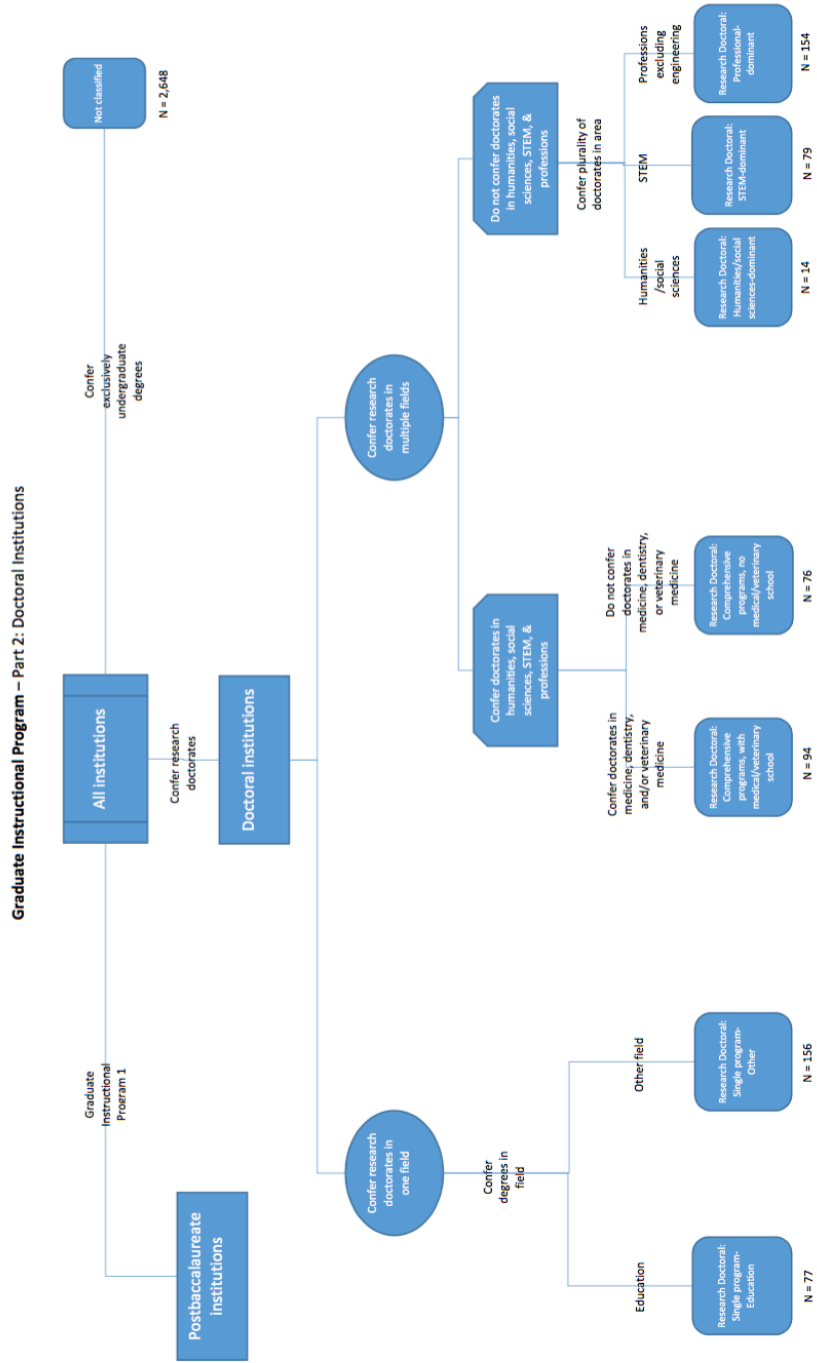 Graduate Instructional Program – Part 2: Doctoral Institutions
All institutions
Graduate
Instructional
Program 1
Postbaccalaureate
institutions
Confer
exclusively
undergraduate
degrees
Not classified
N = 2,648
Confer research
doctorates
Doctoral institutions
Confer research
doctorates in
one field
Confer
degrees in
field
Education
Research Doctoral:
Single program-
Education
N = 77
Other field
Research Doctoral:
Single program-
Other
N = 156
Confer research
doctorates in
multiple fields
Confer doctorates in
humanities, social
sciences, STEM, &
professions
Confer doctorates in
medicine, dentistry,
and/or veterinary
medicine
Research Doctoral:
Comprehensive
programs, with
medical/veterinary
school
N = 94
Do not confer
doctorates in
medicine, dentistry,
or veterinary
medicine
Research Doctoral:
Comprehensive
programs, no
medical/veterinary
school
N = 76
Do not confer doctorates
in humanities, social
sciences, STEM, &
professions
Confer plurality of
doctorates in area
Humanities
/social
sciences
Research Doctoral:
Humanities/social
sciences-dominant
N = 14
STEM
Research Doctoral:
STEM-dominant
N = 79
Professions
excluding
engineering
Research Doctoral:
Professional-
dominant
N = 154